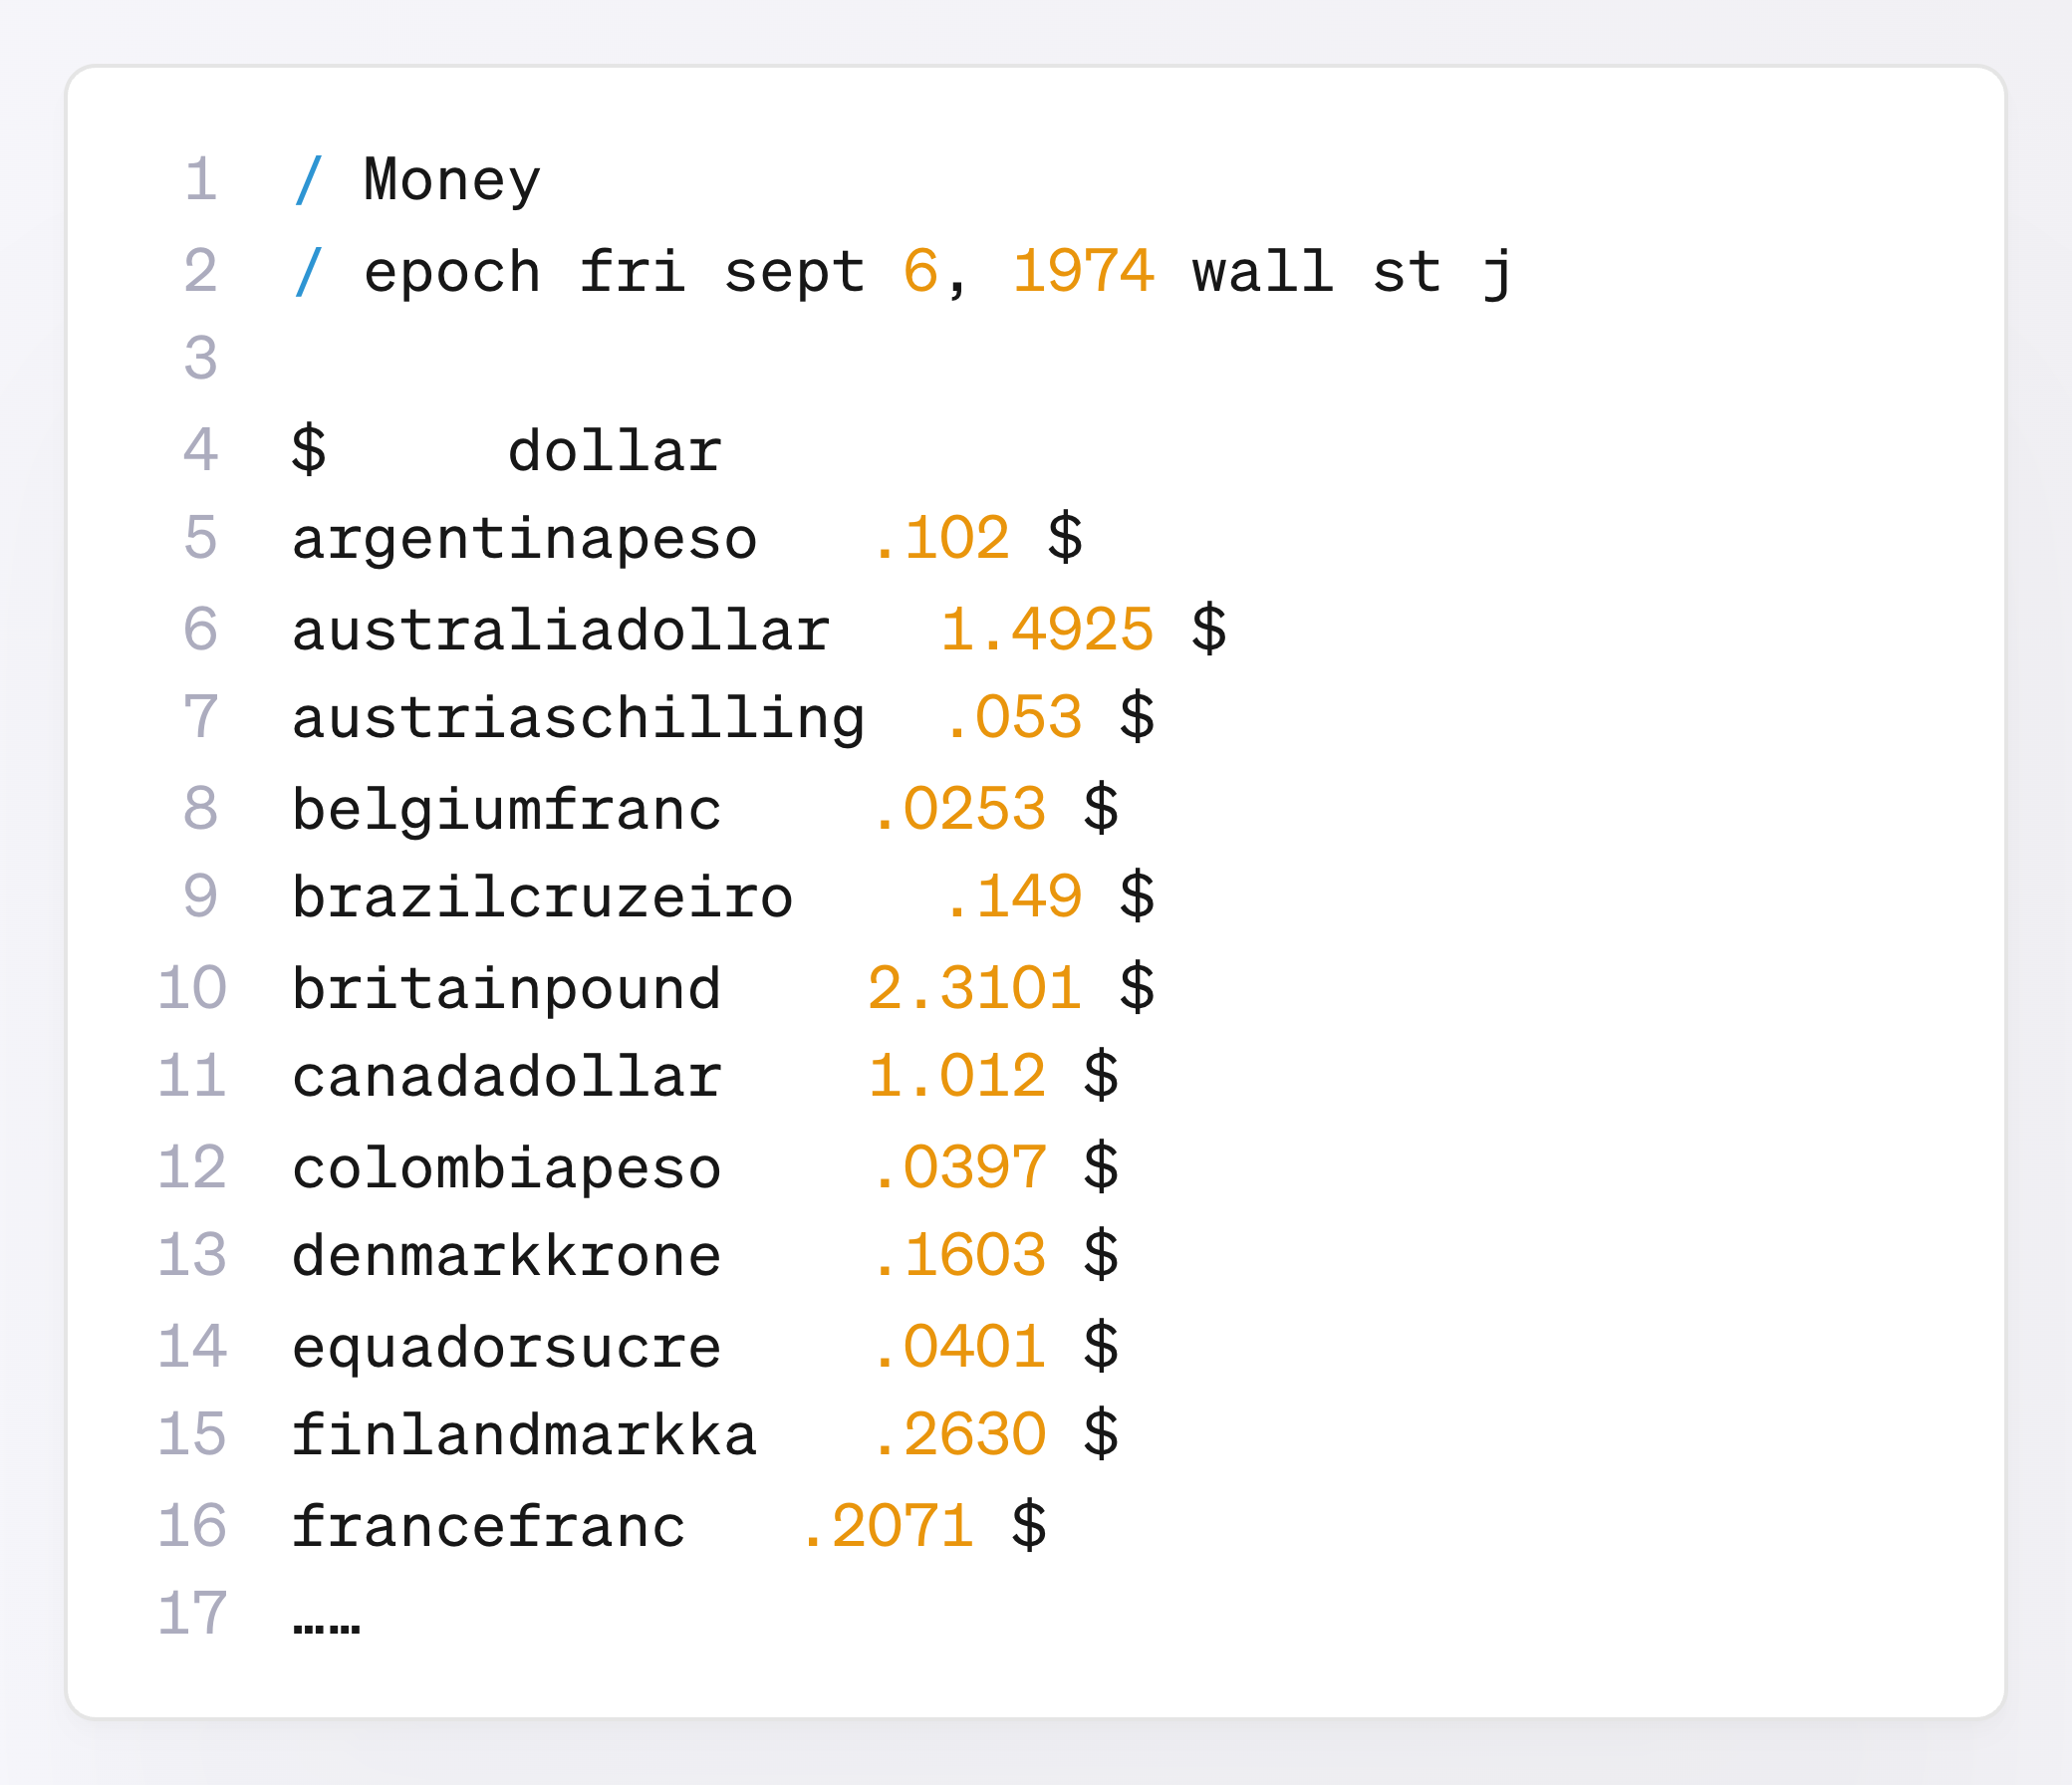 1 / Money
2 / epoch fri sept 6, 1974 wall st j
3
4 $     dollar
5 argentinapeso   .102 $
6 australiadollar   1.4925 $
7 austriaschilling  .053 $
8 belgiumfranc    .0253 $
9 brazilcruzeiro    .149 $
10 britainpound    2.3101 $
11 canadadollar    1.012 $
12 colombiapeso    .0397 $
13 denmarkkrone    .1603 $
14 equadorsucre    .0401 $
15 finlandmarkka   .2630 $
16 francefranc   .2071 $
17 ……